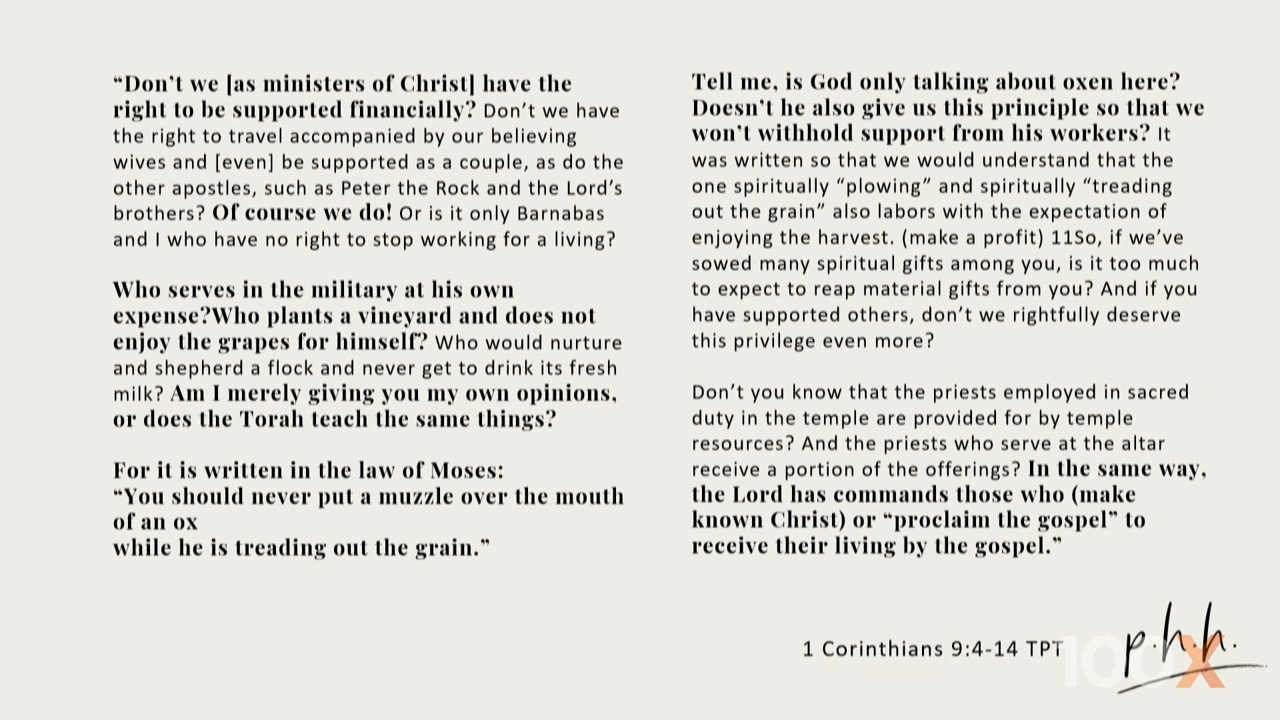 “Don’t we [as ministers of Christ] have the
right to be supported financially? Don’t we have
the right to travel accompanied by our believing
wives and [even] be supported as a couple, as do the
other apostles, such as Peter the Rock and the Lord’s
brothers? Of course we do! Or is it only Barnabas
and I who have no right to stop working for a living?
Who serves in the military at his own
expense?Who plants a vineyard and does not
enjoy the grapes for himself? Who would nurture
and shepherd a flock and never get to drink its fresh
milk? Am I merely giving you my own opinions,
or does the Torah teach the same things?
For it is written in the law of Moses:
“You should never put a muzzle over the mouth
of an ox
while he is treading out the grain.”
Tell me, is God only talking about oxen here?
Doesn’t he also give us this principle so that we
won’t withhold support from his workers? It
was written so that we would understand that the
one spiritually “plowing” and spiritually “treading
out the grain” also labors with the expectation of
enjoying the harvest. (make a profit) 11So, if we’ve
sowed many spiritual gifts among you, is it too much
to expect to reap material gifts from you? And if you
have supported others, don’t we rightfully deserve
this privilege even more?
Don’t you know that the priests employed in sacred
duty in the temple are provided for by temple
resources? And the priests who serve at the altar
receive a portion of the offerings? In the same way,
the Lord has commands those who (make
known Christ) or “proclaim the gospel” to
receive their living by the gospel.”
1 Corinthians 9:4-14 TPT
100X
p.h.h.